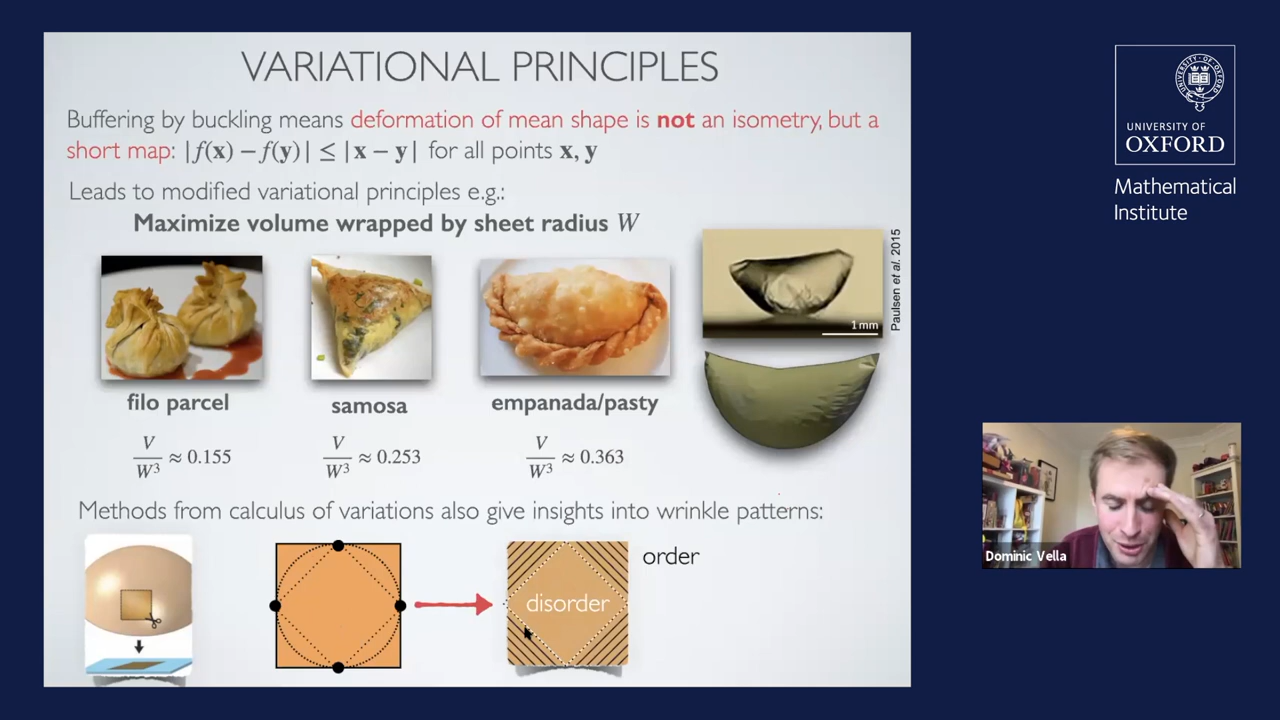 VARIATIONAL PRINCIPLES
Buffering by buckling means deformation of mean shape is not an isometry, but a
short map: |f(x) − f(y)| ≤ |x − y| for all points x, y
Leads to modified variational principles e.g.:
Maximize volume wrapped by sheet radius W
filo parcel
V/W³ ≈ 0.155
samosa
V/W³ ≈ 0.253
empanada/pasty
V/W³ ≈ 0.363
1mm
Paulsen et al. 2015
Methods from calculus of variations also give insights into wrinkle patterns:
order
disorder
UNIVERSITY OF
OXFORD
Mathematical
Institute
Dominic Vella